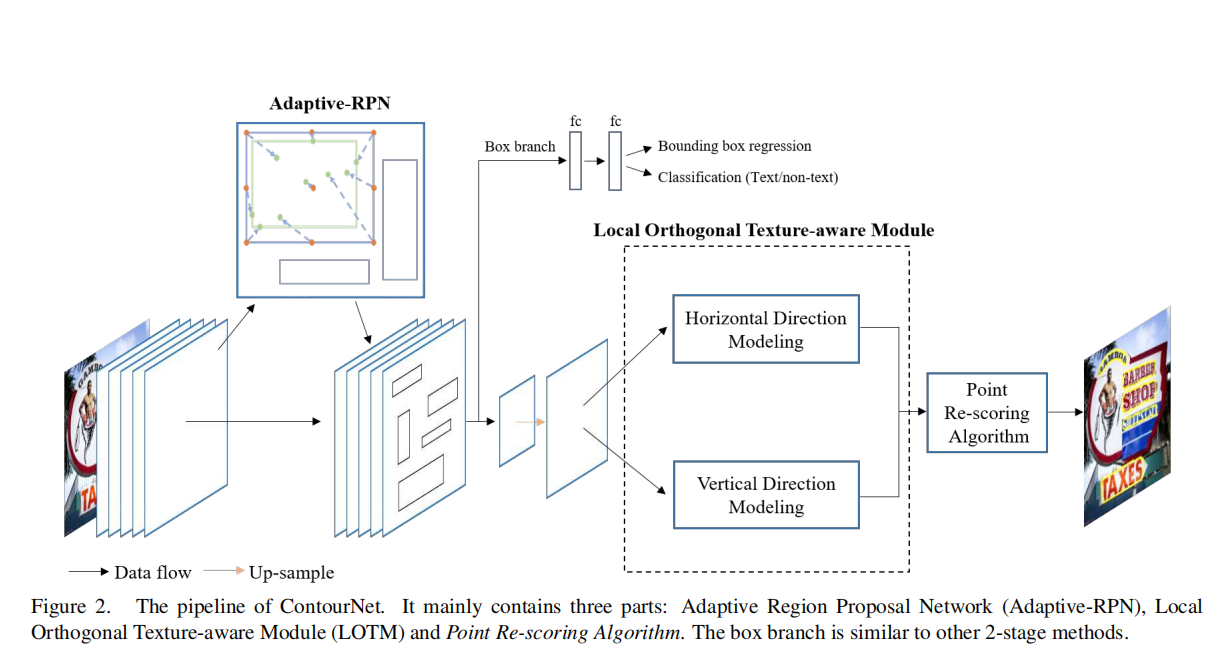 Adaptive-RPN
fc
fc
Box branch
Bounding box regression
Classification (Text/non-text)
Local Orthogonal Texture-aware Module
Horizontal Direction
Modeling
Vertical Direction
Modeling
Point
Re-scoring
Algorithm
GAMBOA
BARBER
SHOP
TAXES
TA
Data flow
Up-sample
Figure 2. The pipeline of ContourNet. It mainly contains three parts: Adaptive Region Proposal Network (Adaptive-RPN), Local
Orthogonal Texture-aware Module (LOTM) and Point Re-scoring Algorithm. The box branch is similar to other 2-stage methods.